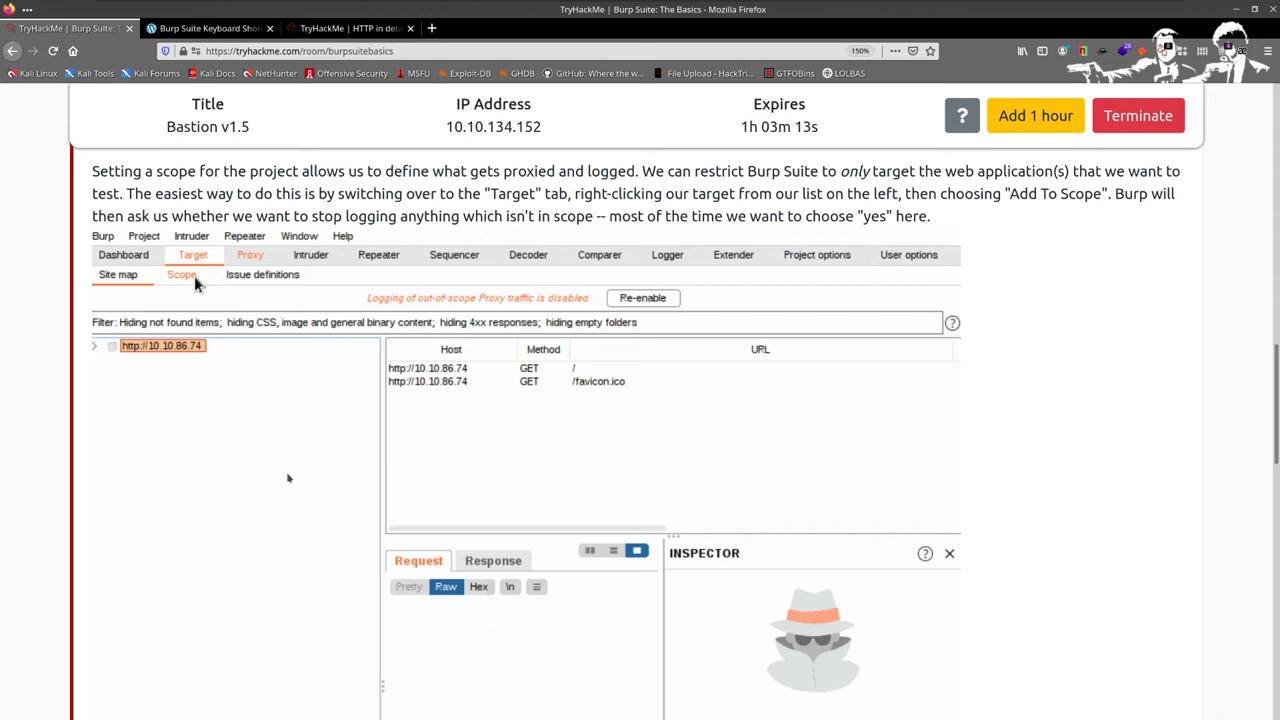 TryHackMe | Burp Suite: The Basics - Mozilla Firefox
TryHackMe | Burp Suite: T
Burp Suite Keyboard Shor
TryHackMe | HTTP in deta
https://tryhackme.com/room/burpsuitebasics
150%
Kali Linux
Kali Tools
Kali Forums
Kali Docs
NetHunter
Offensive Security
MSFU
Exploit-DB
GHDB
GitHub: Where the w...
File Upload - HackTri...
GTFOBins
LOLBAS
Title
IP Address
Expires
Bastion v1.5
10.10.134.152
1h 03m 13s
?
Add 1 hour
Terminate
Setting a scope for the project allows us to define what gets proxied and logged. We can restrict Burp Suite to only target the web application(s) that we want to
test. The easiest way to do this is by switching over to the "Target" tab, right-clicking our target from our list on the left, then choosing "Add To Scope". Burp will
then ask us whether we want to stop logging anything which isn't in scope -- most of the time we want to choose "yes" here.
Burp Project Intruder Repeater Window Help
Dashboard Target Proxy Intruder Repeater Sequencer Decoder Comparer Logger Extender Project options User options
Site map Scope Issue definitions
Logging of out-of-scope Proxy traffic is disabled
Re-enable
Filter: Hiding not found items; hiding CSS, image and general binary content; hiding 4xx responses; hiding empty folders
?
http://10.10.86.74
Host Method URL
http://10.10.86.74 GET /
http://10.10.86.74 GET /favicon.ico
Request Response
INSPECTOR
?
Pretty Raw Hex \n